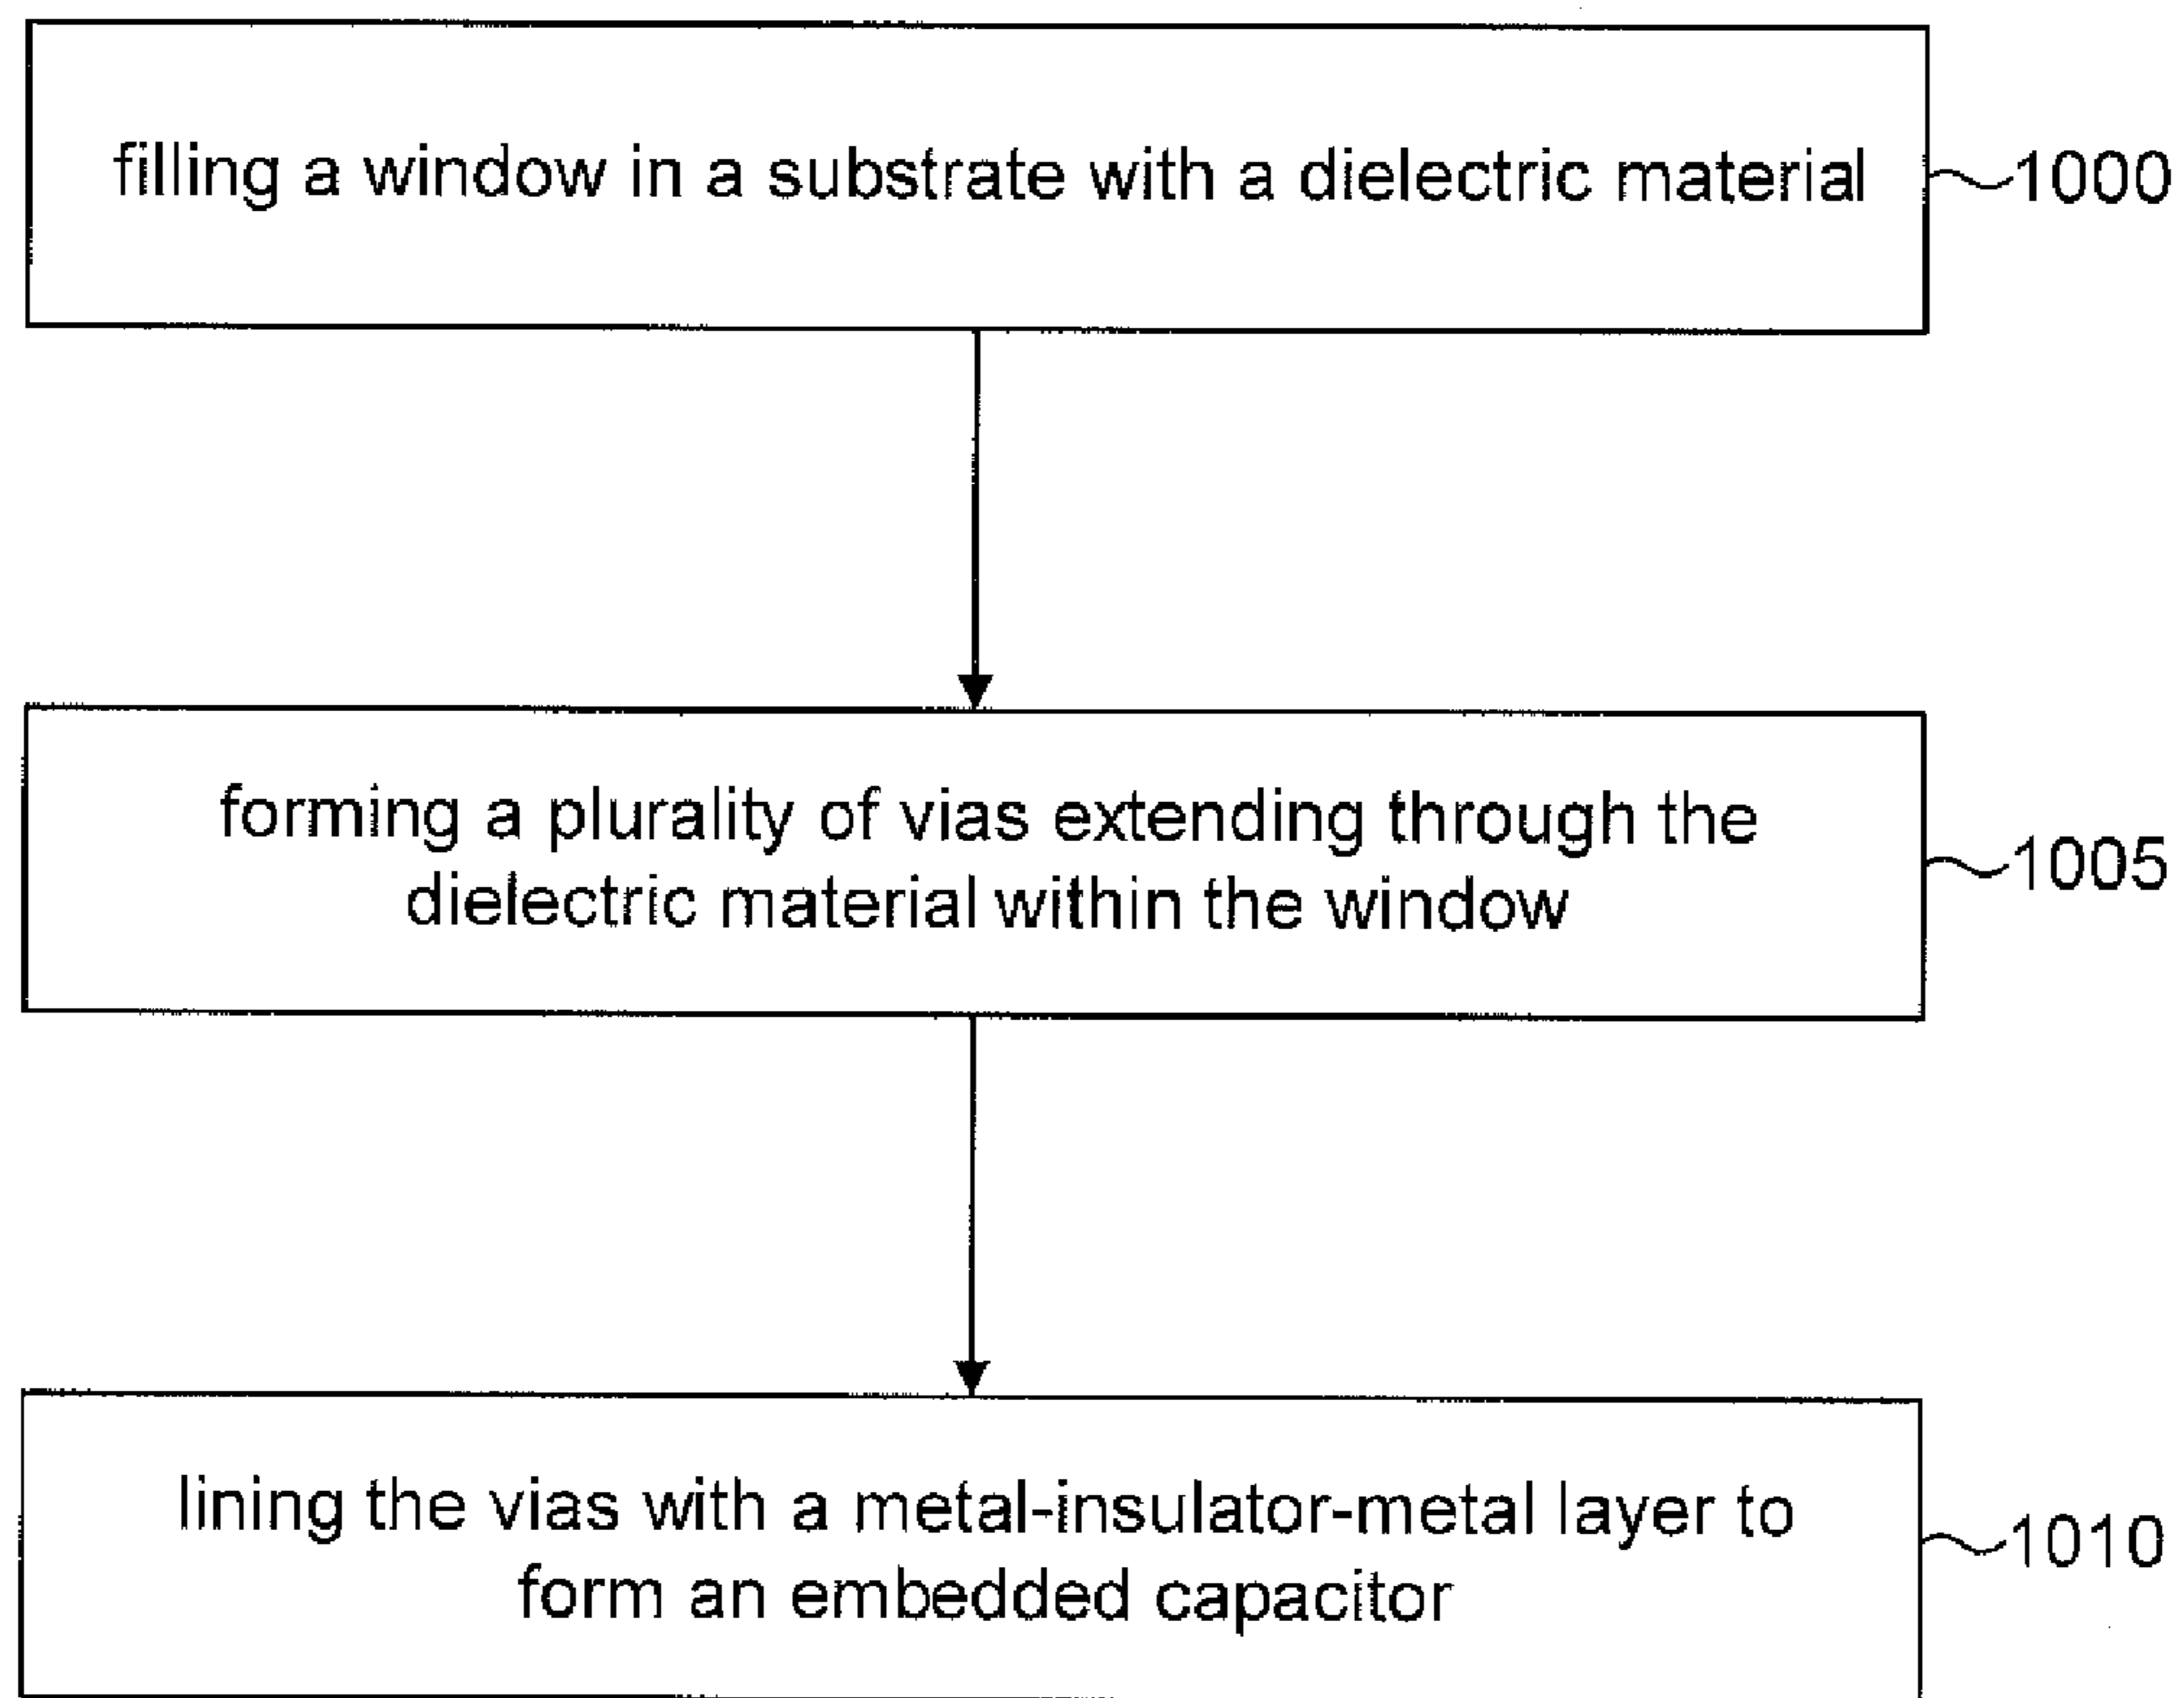 filling a window in a substrate with a dielectric material
1000
forming a plurality of vias extending through the
dielectric material within the window
1005
lining the vias with a metal-insulator-metal layer to
form an embedded capacitor
1010